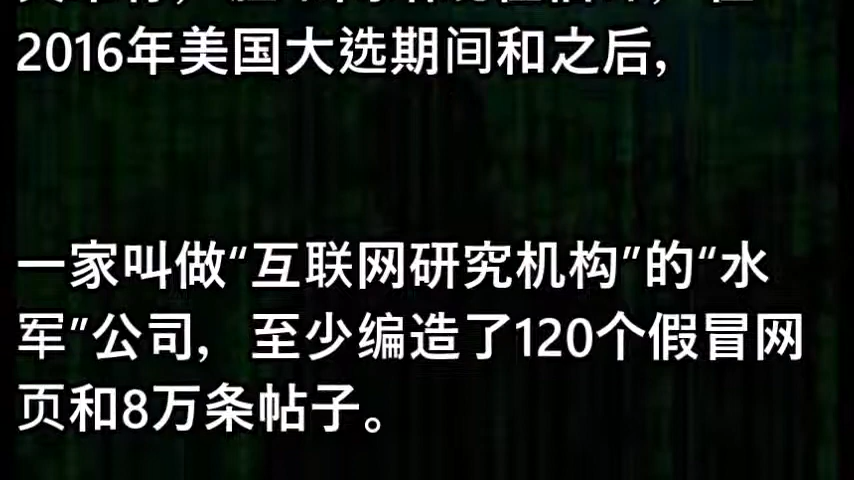 2016年美国大选期间和之后,
一家叫做“互联网研究机构”的“水
军”公司，至少编造了120个假冒网
页和8万条帖子。